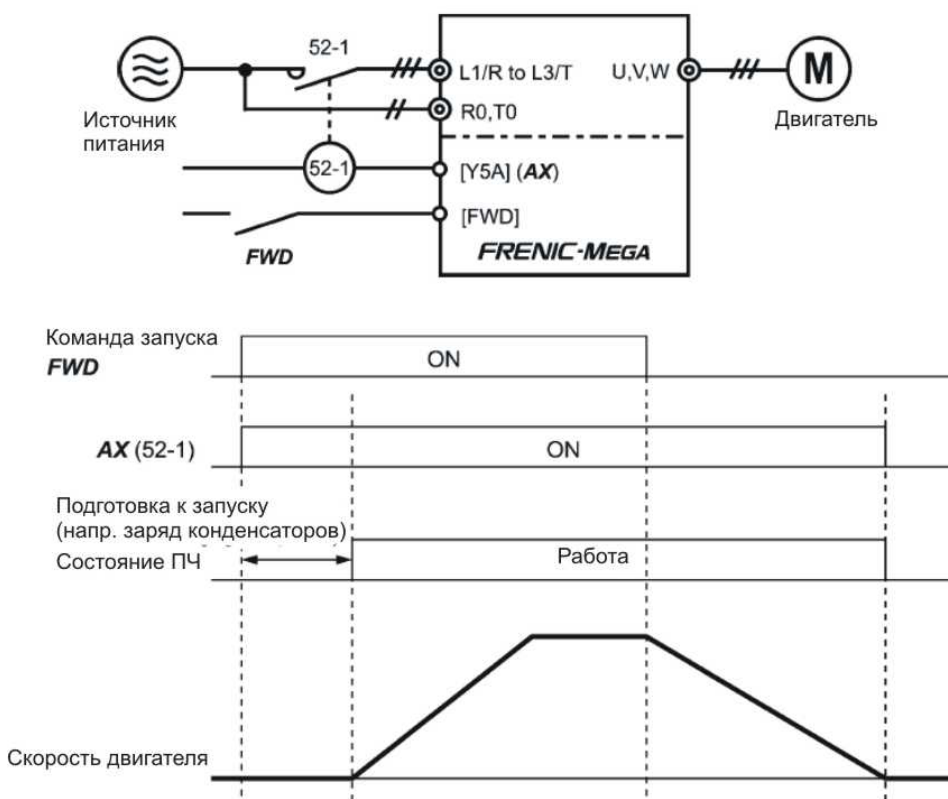 52-1
L1/R to L3/T
U,V,W
M
Источник
питания
R0,T0
Двигатель
52-1
[Y5A] (AX)
[FWD]
FWD
FRENIC-MEGA
Команда запуска
FWD
ON
AX (52-1)
ON
Подготовка к запуску
(напр. заряд конденсаторов)
Состояние ПЧ
Работа
Скорость двигателя